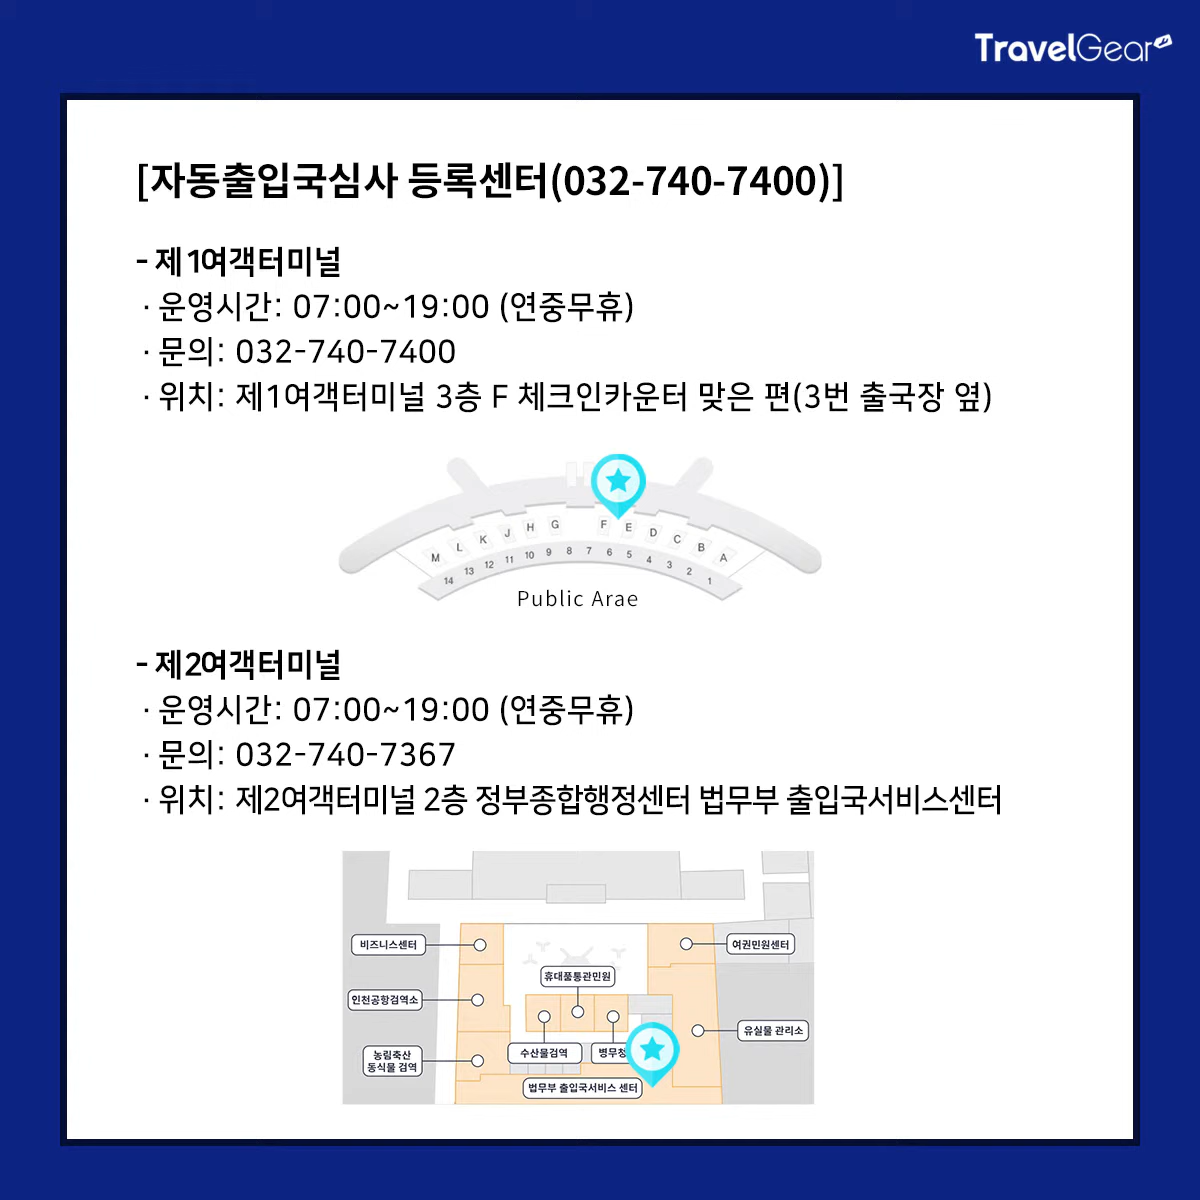 TravelGear
[자동출입국심사 등록센터(032-740-7400)]
- 제1여객터미널
· 운영시간: 07:00~19:00 (연중무휴)
· 문의: 032-740-7400
· 위치: 제1여객터미널 3층 F 체크인카운터 맞은 편(3번 출국장 옆)
M L K J H G F E D C B A
14 13 12 11 10 9 8 7 6 5 4 3 2 1
Public Arae
- 제2여객터미널
· 운영시간: 07:00~19:00 (연중무휴)
· 문의: 032-740-7367
· 위치: 제2여객터미널 2층 정부종합행정센터 법무부 출입국서비스센터
비즈니스센터
여권민원센터
휴대품통관민원
인천공항검역소
유실물 관리소
수산물검역
병무청
농림축산
동식물 검역
법무부 출입국서비스 센터